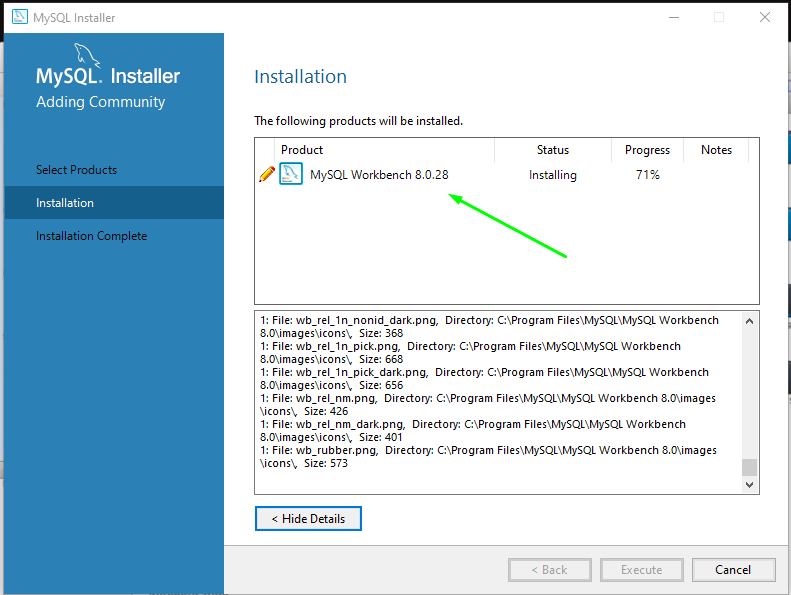 MySQL Installer
MySQL. Installer
Adding Community
Select Products
Installation
Installation Complete
Installation
The following products will be installed.
Product Status Progress Notes
MySQL Workbench 8.0.28 Installing 71%
1: File: wb_rel_1n_nonid_dark.png,  Directory: C:\Program Files\MySQL\MySQL Workbench
8.0\images\icons\,  Size: 368
1: File: wb_rel_1n_pick.png,  Directory: C:\Program Files\MySQL\MySQL Workbench
8.0\images\icons\,  Size: 668
1: File: wb_rel_1n_pick_dark.png,  Directory: C:\Program Files\MySQL\MySQL Workbench
8.0\images\icons\,  Size: 656
1: File: wb_rel_nm.png,  Directory: C:\Program Files\MySQL\MySQL Workbench 8.0\images
\icons\,  Size: 426
1: File: wb_rel_nm_dark.png,  Directory: C:\Program Files\MySQL\MySQL Workbench
8.0\images\icons\,  Size: 401
1: File: wb_rubber.png,  Directory: C:\Program Files\MySQL\MySQL Workbench 8.0\images
\icons\,  Size: 573
< Hide Details
< Back Execute Cancel